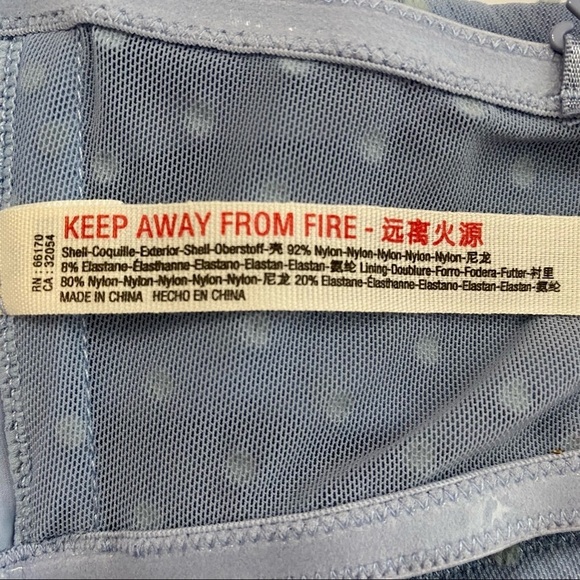 RN : 66170
CA : 32054
KEEP AWAY FROM FIRE - 远离火源
Shell-Coquille-Exterior-Shell-Oberstoff-壳 92% Nylon-Nylon-Nylon-Nylon-Nylon-尼龙
8% Elastane-Élasthanne-Elastano-Elastan-Elastan-氨纶 Lining-Doublure-Forro-Fodera-Futter-衬里
80% Nylon-Nylon-Nylon-Nylon-Nylon-尼龙 20% Elastane-Élasthanne-Elastano-Elastan-Elastan-氨纶
MADE IN CHINA HECHO EN CHINA